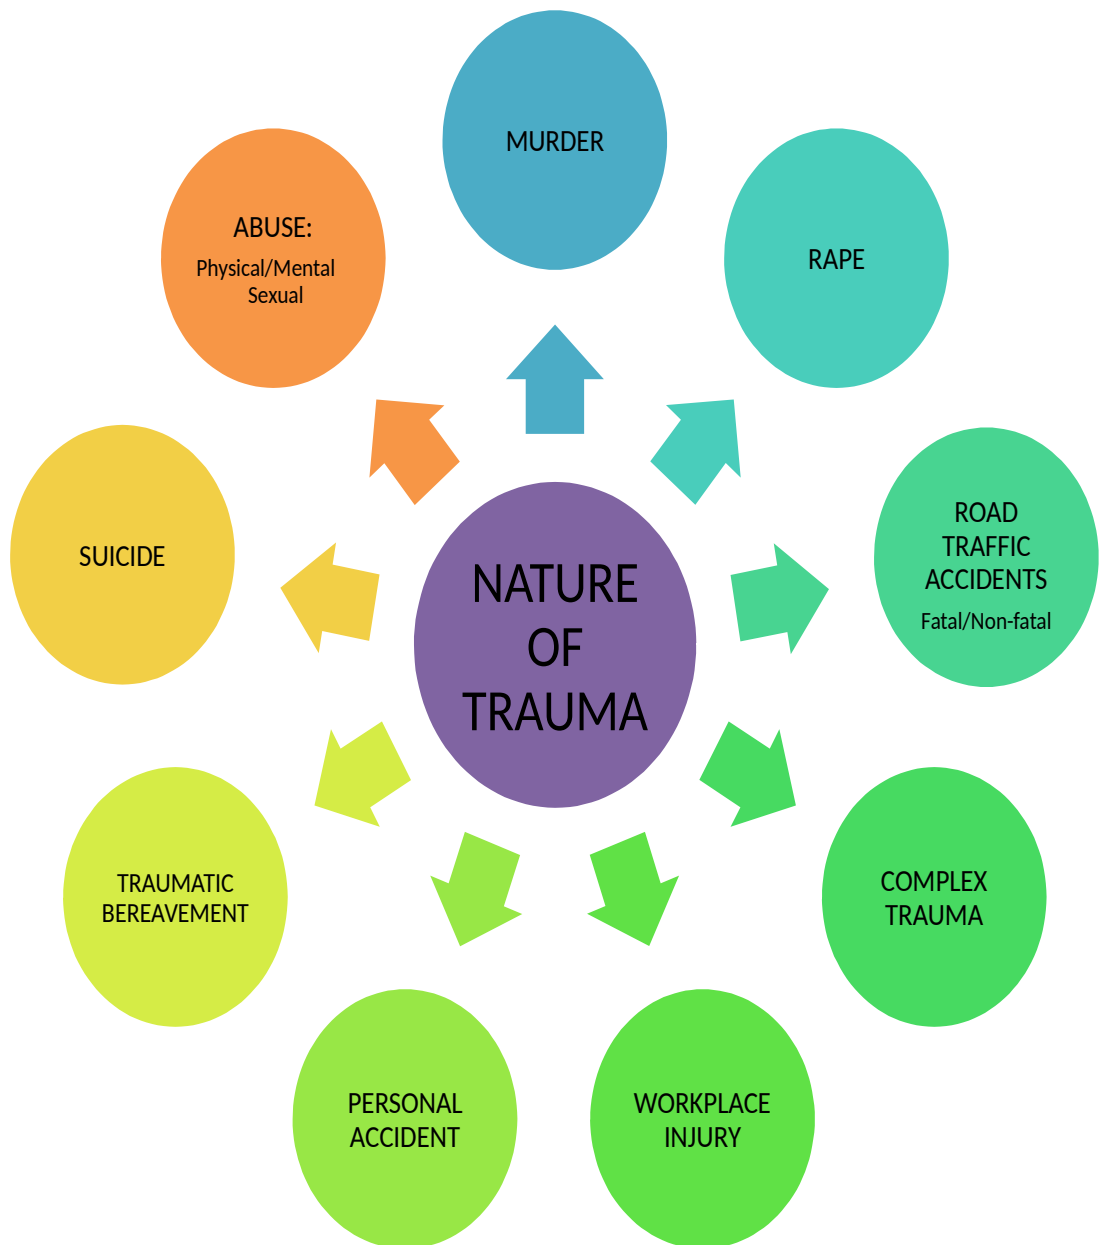 MURDER
RAPE
ROAD
TRAFFIC
ACCIDENTS
Fatal/Non-fatal
COMPLEX
TRAUMA
WORKPLACE
INJURY
PERSONAL
ACCIDENT
TRAUMATIC
BEREAVEMENT
SUICIDE
ABUSE:
Physical/Mental
Sexual
NATURE
OF
TRAUMA